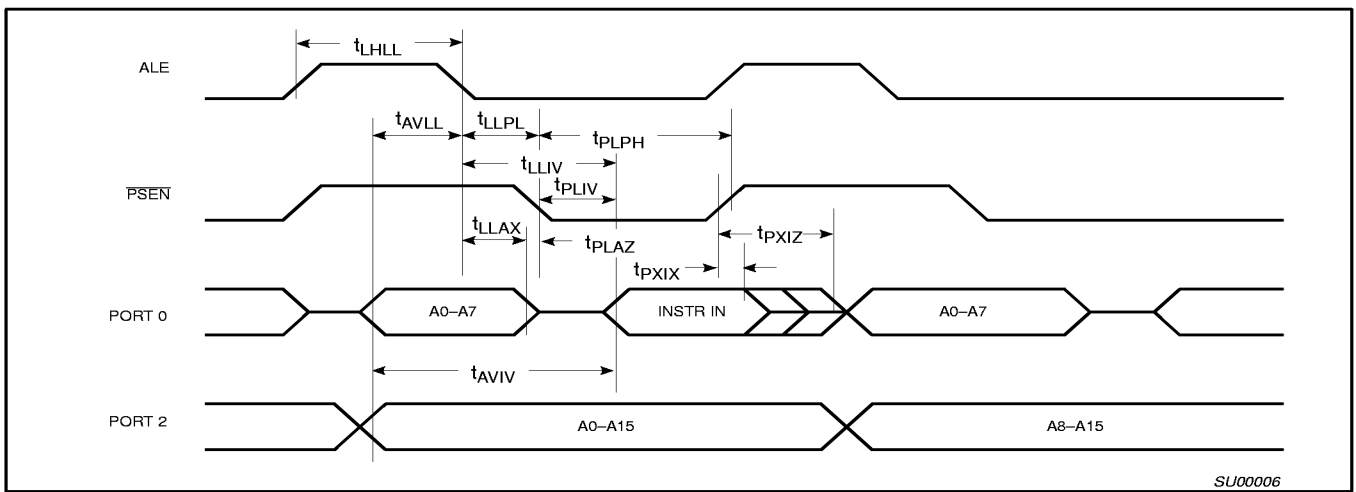 tLHLL
ALE
tAVLL tLLPL tPLPH
tLLIV
PSEN
tPLIV
tLLAX tPLAZ tPXIZ
tPXIX
PORT 0 A0–A7 INSTR IN A0–A7
tAVIV
PORT 2 A0–A15 A8–A15
SU00006